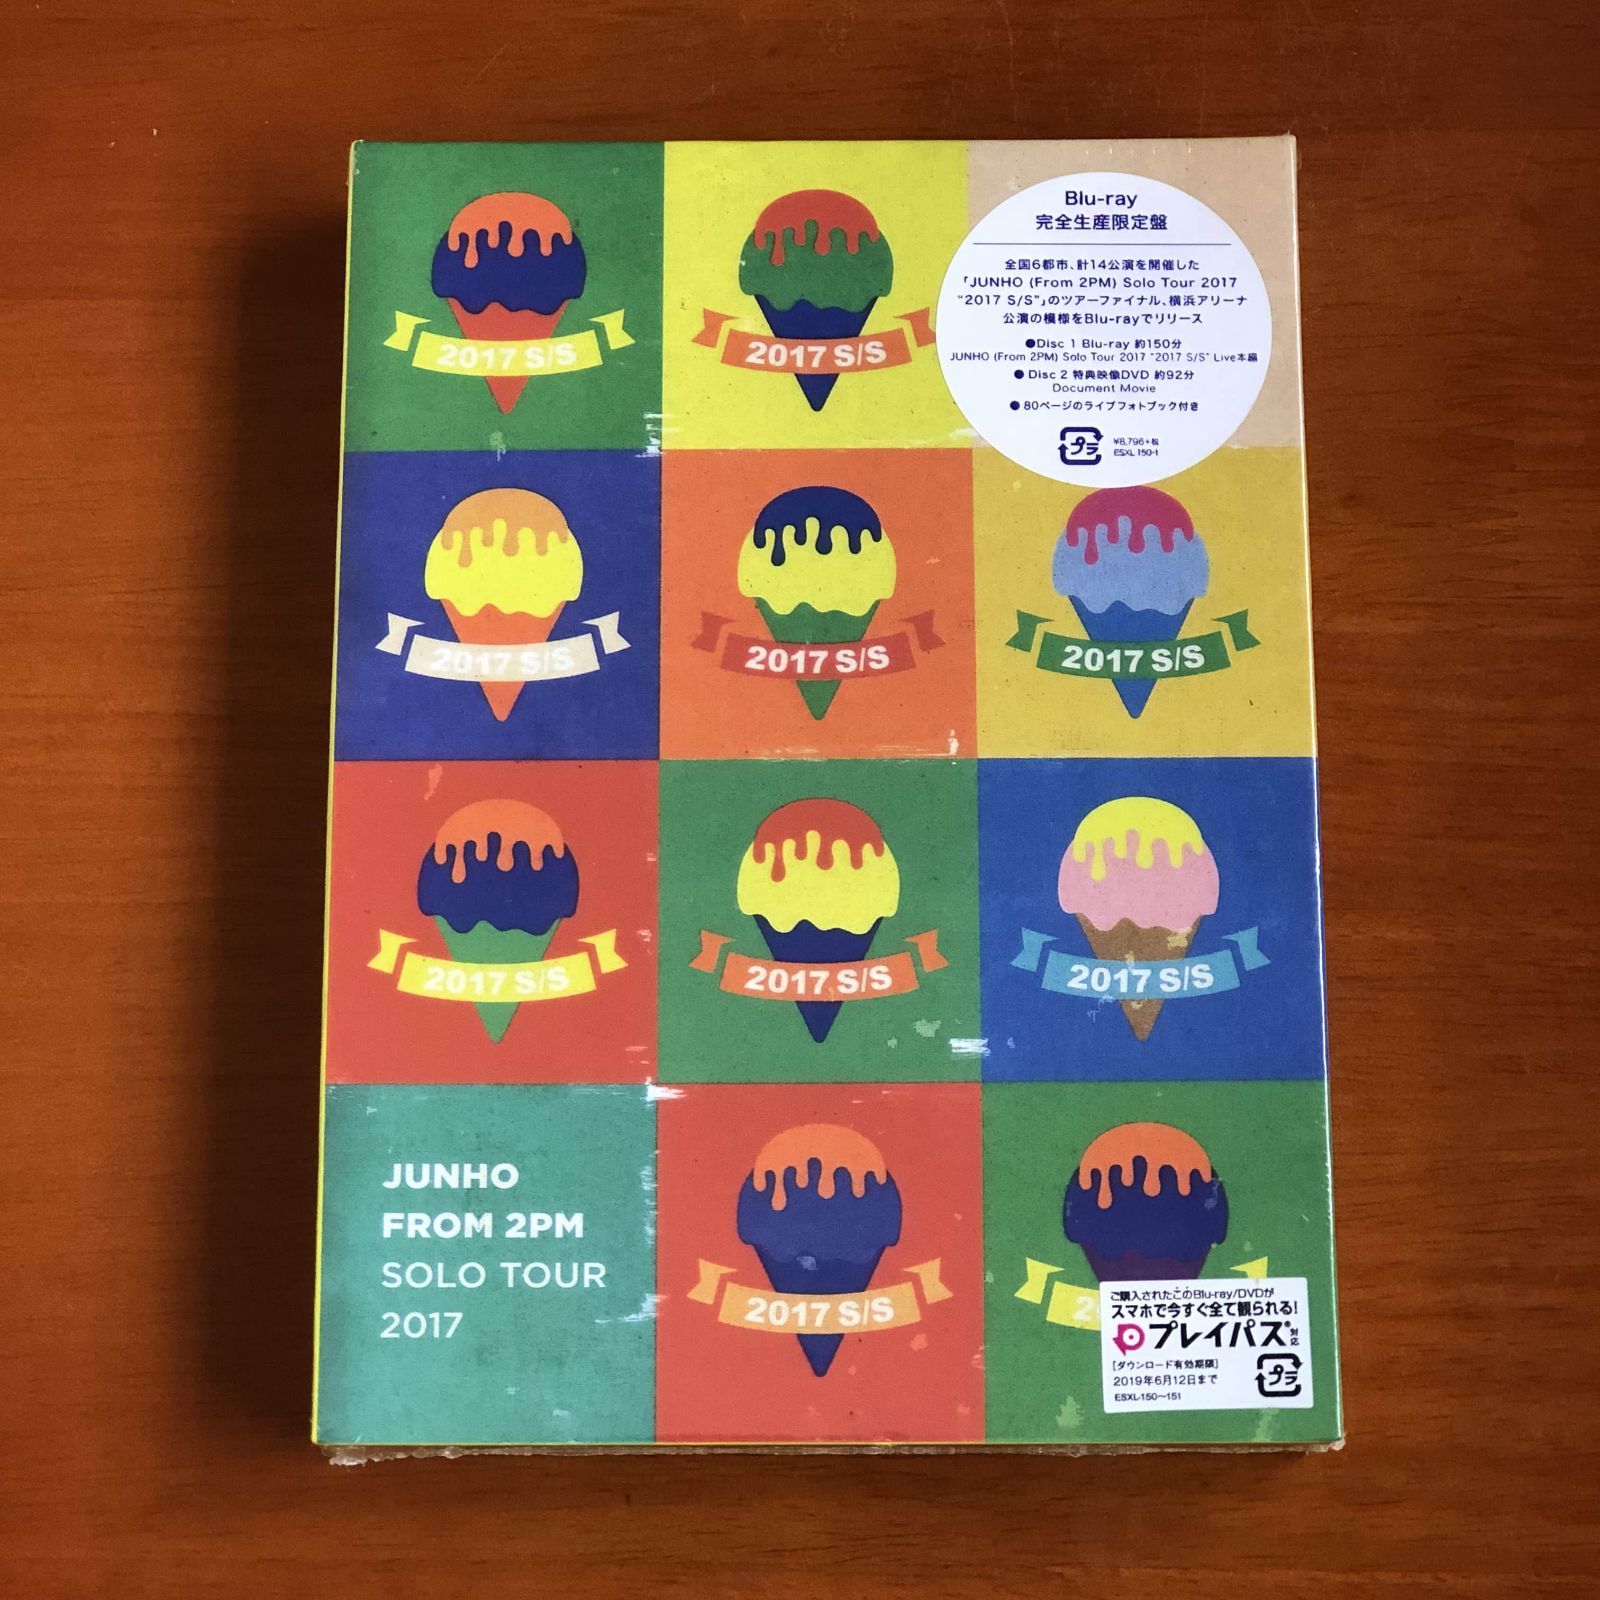 Blu-ray
完全生産限定盤
全国6都市、計14公演を開催した
「JUNHO (From 2PM) Solo Tour 2017
"2017 S/S"」のツアーファイナル、横浜アリーナ
公演の模様をBlu-rayでリリース
●Disc 1 Blu-ray 約150分
JUNHO (From 2PM) Solo Tour 2017 "2017 S/S" Live本編
● Disc 2 特典映像DVD 約92分
Document Movie
● 80ページのライブフォトブック付き
プラ
¥8,796+税
ESXL 150-1
2017 S/S
2017 S/S
2017 S/S
2017 S/S
2017 S/S
2017 S/S
2017 S/S
2017 S/S
JUNHO
FROM 2PM
SOLO TOUR
2017
2017 S/S
2
ご購入されたこのBlu-ray/DVDが
スマホで今すぐ全て観られる!
プレイパス®対応
[ダウンロード有効期限]
2019年6月12日まで
ESXL-150~151
プラ